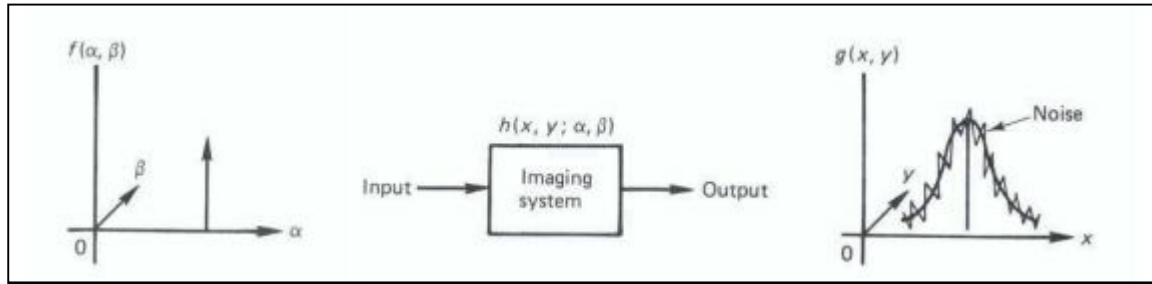 f(α, β)
β
0
α
h(x, y; α, β)
Input
Imaging
system
Output
g(x, y)
Noise
y
0
x